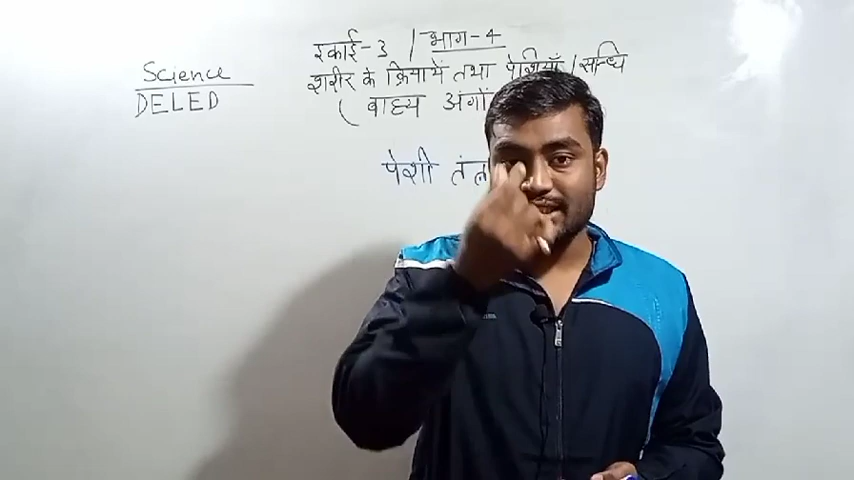 इकाई-3 / भाग-4
Science
DELED
शरीर के क्रियायें तथा पेशियाँ / सन्धि
( वाह्य अंगों
पेशी